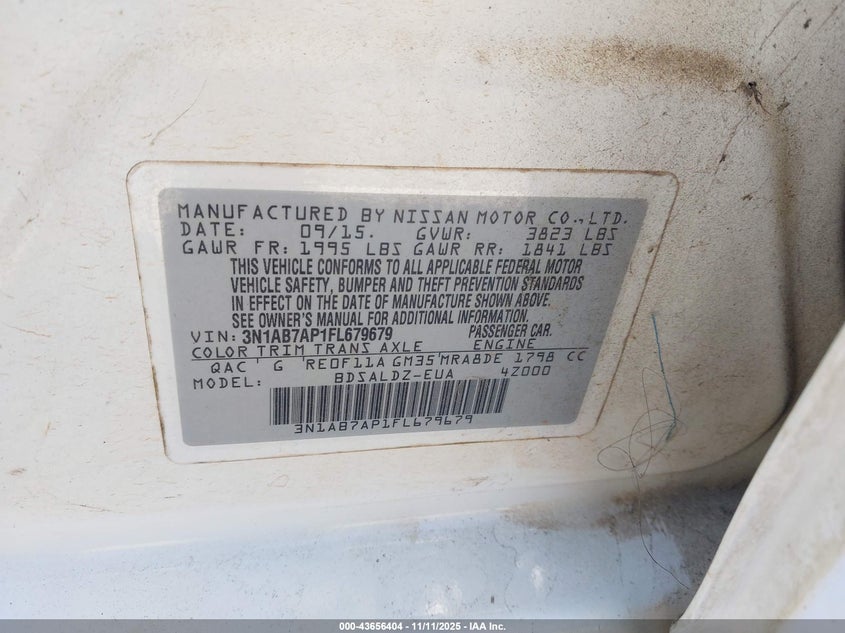 MANUFACTURED BY NISSAN MOTOR CO.,LTD.
DATE: 09/15. GVWR: 3823 LBS
GAWR FR: 1995 LBS GAWR RR: 1841 LBS
THIS VEHICLE CONFORMS TO ALL APPLICABLE FEDERAL MOTOR
VEHICLE SAFETY, BUMPER AND THEFT PREVENTION STANDARDS
IN EFFECT ON THE DATE OF MANUFACTURE SHOWN ABOVE.
SEE OWNER'S MANUAL FOR ADDITIONAL INFORMATION.
VIN: 3N1AB7AP1FL679679 PASSENGER CAR.
COLOR TRIM TRANS AXLE ENGINE
QAC' G 'RE0F11A GM35'MRA8DE 1798 CC
MODEL: BDSALDZ-EUA 4Z000
3N1AB7AP1FL679679
000-43656404 - 11/11/2025 - IAA Inc.